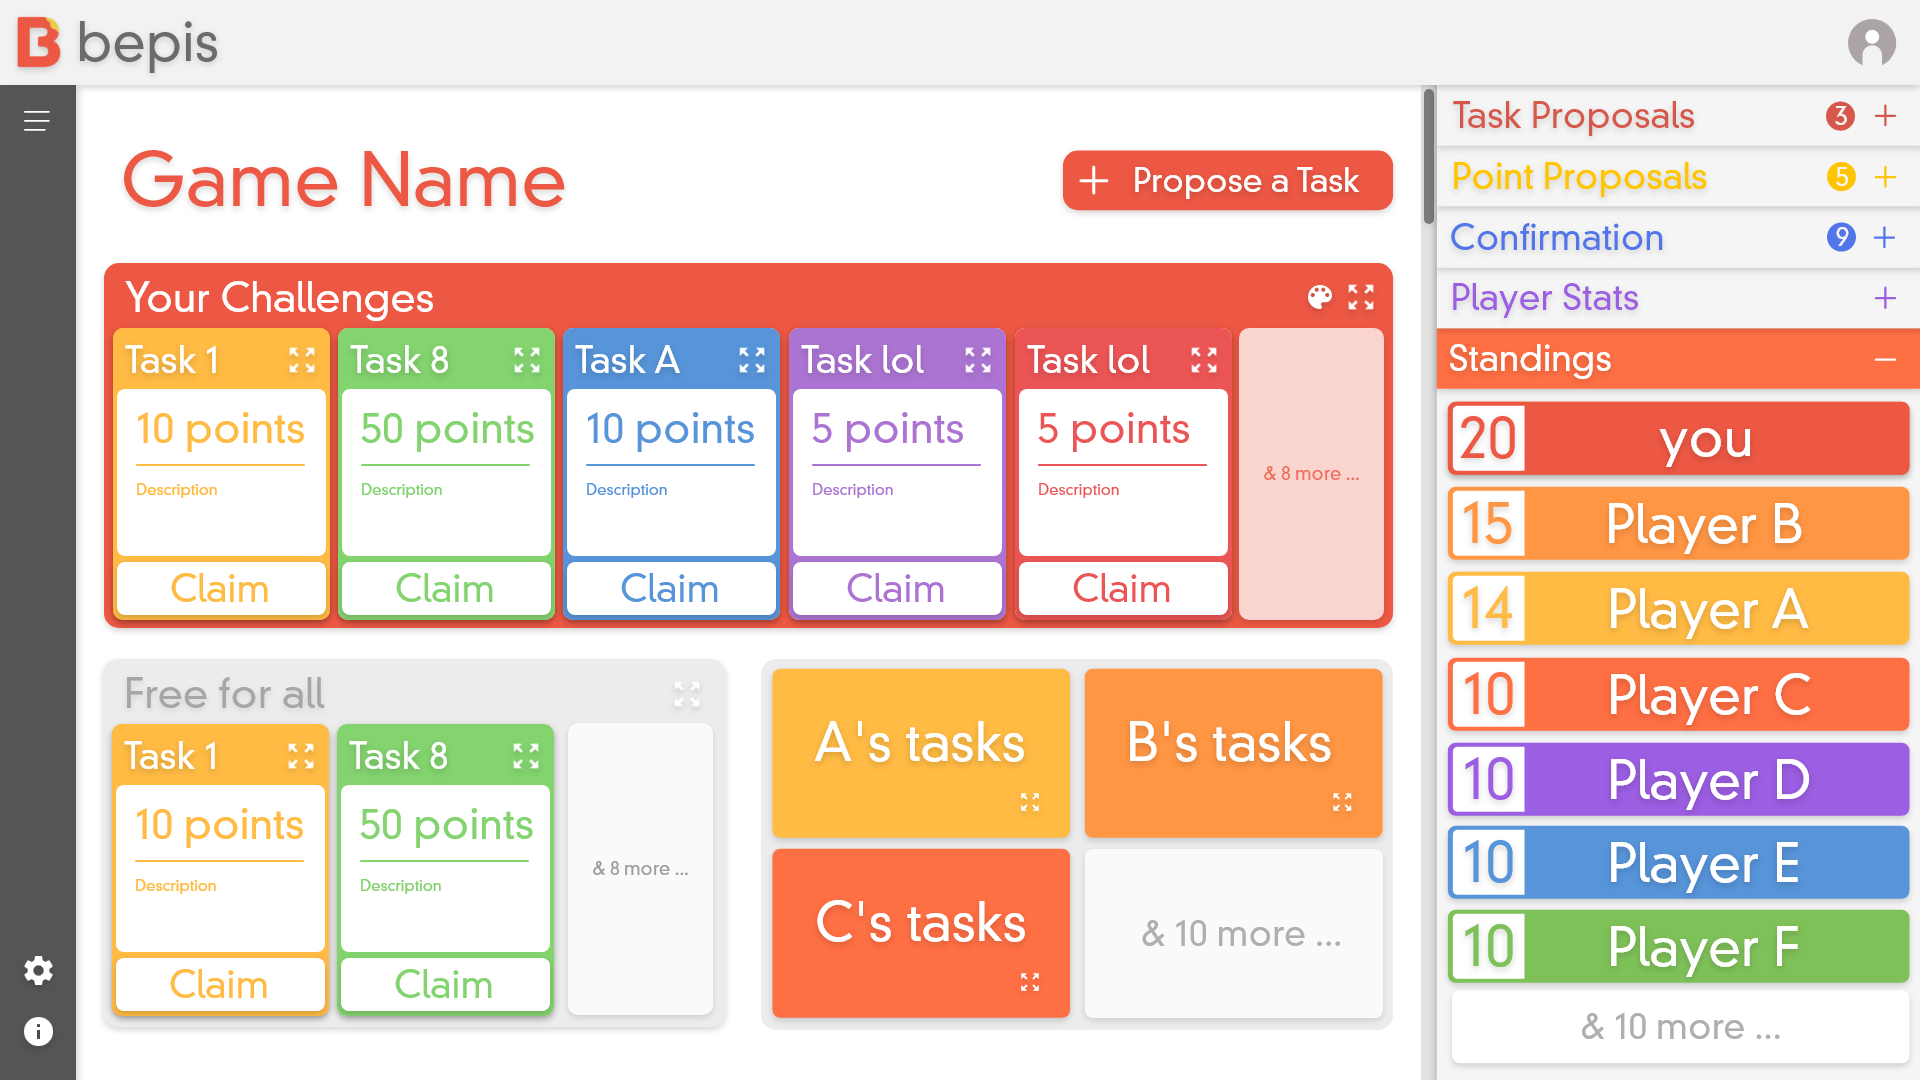 bepis
Game Name
Propose a Task
Your Challenges
Task 1
10 points
Description
Claim
Task 8
50 points
Description
Claim
Task A
10 points
Description
Claim
Task lol
5 points
Description
Claim
Task lol
5 points
Description
Claim
& 8 more ...
Free for all
Task 1
10 points
Description
Claim
Task 8
50 points
Description
Claim
& 8 more ...
A's tasks
B's tasks
C's tasks
& 10 more ...
Task Proposals 3
Point Proposals 5
Confirmation 9
Player Stats
Standings
20 you
15 Player B
14 Player A
10 Player C
10 Player D
10 Player E
10 Player F
& 10 more ...